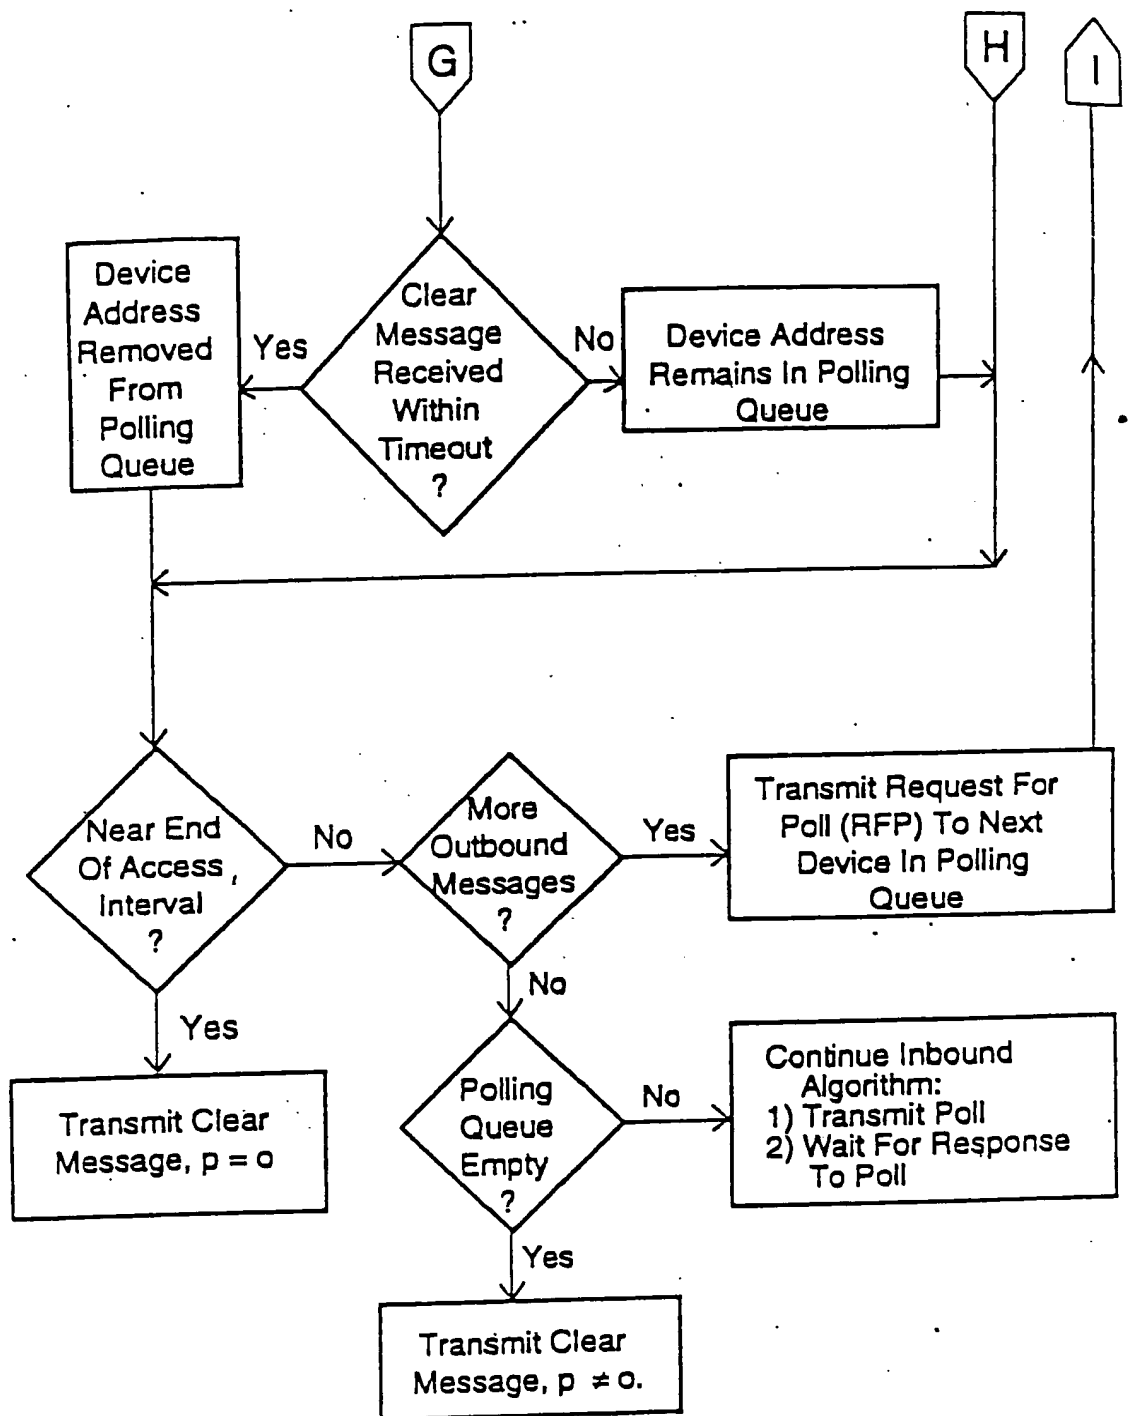 G
H
I
Device
Address
Removed
From
Polling
Queue
Yes
Clear
Message
Received
Within
Timeout
?
No
Device Address
Remains In Polling
Queue
Near End
Of Access
Interval
?
No
More
Outbound
Messages
?
Yes
Transmit Request For
Poll (RFP) To Next
Device In Polling
Queue
Yes
No
Transmit Clear
Message, p = o
Polling
Queue
Empty
?
No
Continue Inbound
Algorithm:
1) Transmit Poll
2) Wait For Response
To Poll
Yes
Transmit Clear
Message, p ≠ o.